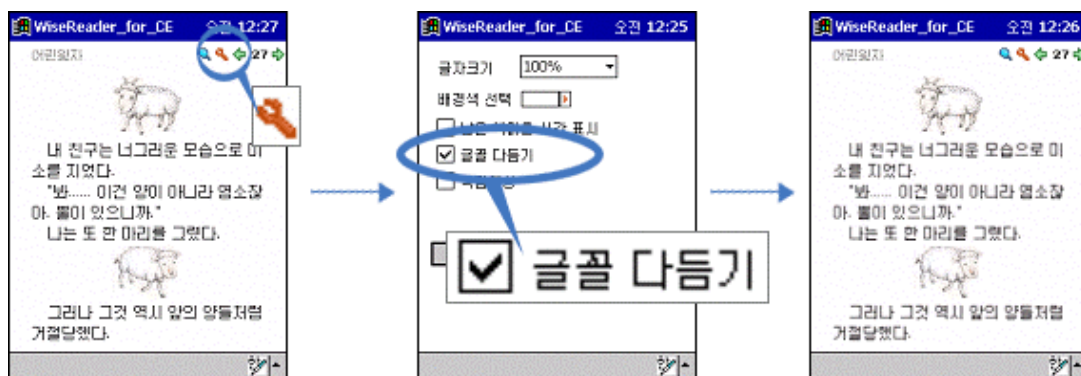 WiseReader_for_CE 오전 12:27
어린왕자
27
내 친구는 너그러운 모습으로 미
소를 지었다.
"봐...... 이건 양이 아니라 염소잖
아. 뿔이 있으니까."
나는 또 한 마리를 그렸다.
그러나 그것 역시 앞의 양들처럼
거절당했다.
WiseReader_for_CE 오전 12:25
글자크기 100%
배경색 선택
표시
글꼴 다듬기
글꼴 다듬기
WiseReader_for_CE 오전 12:26
어린왕자
27
내 친구는 너그러운 모습으로 미
소를 지었다.
"봐...... 이건 양이 아니라 염소잖
아. 뿔이 있으니까."
나는 또 한 마리를 그렸다.
그러나 그것 역시 앞의 양들처럼
거절당했다.